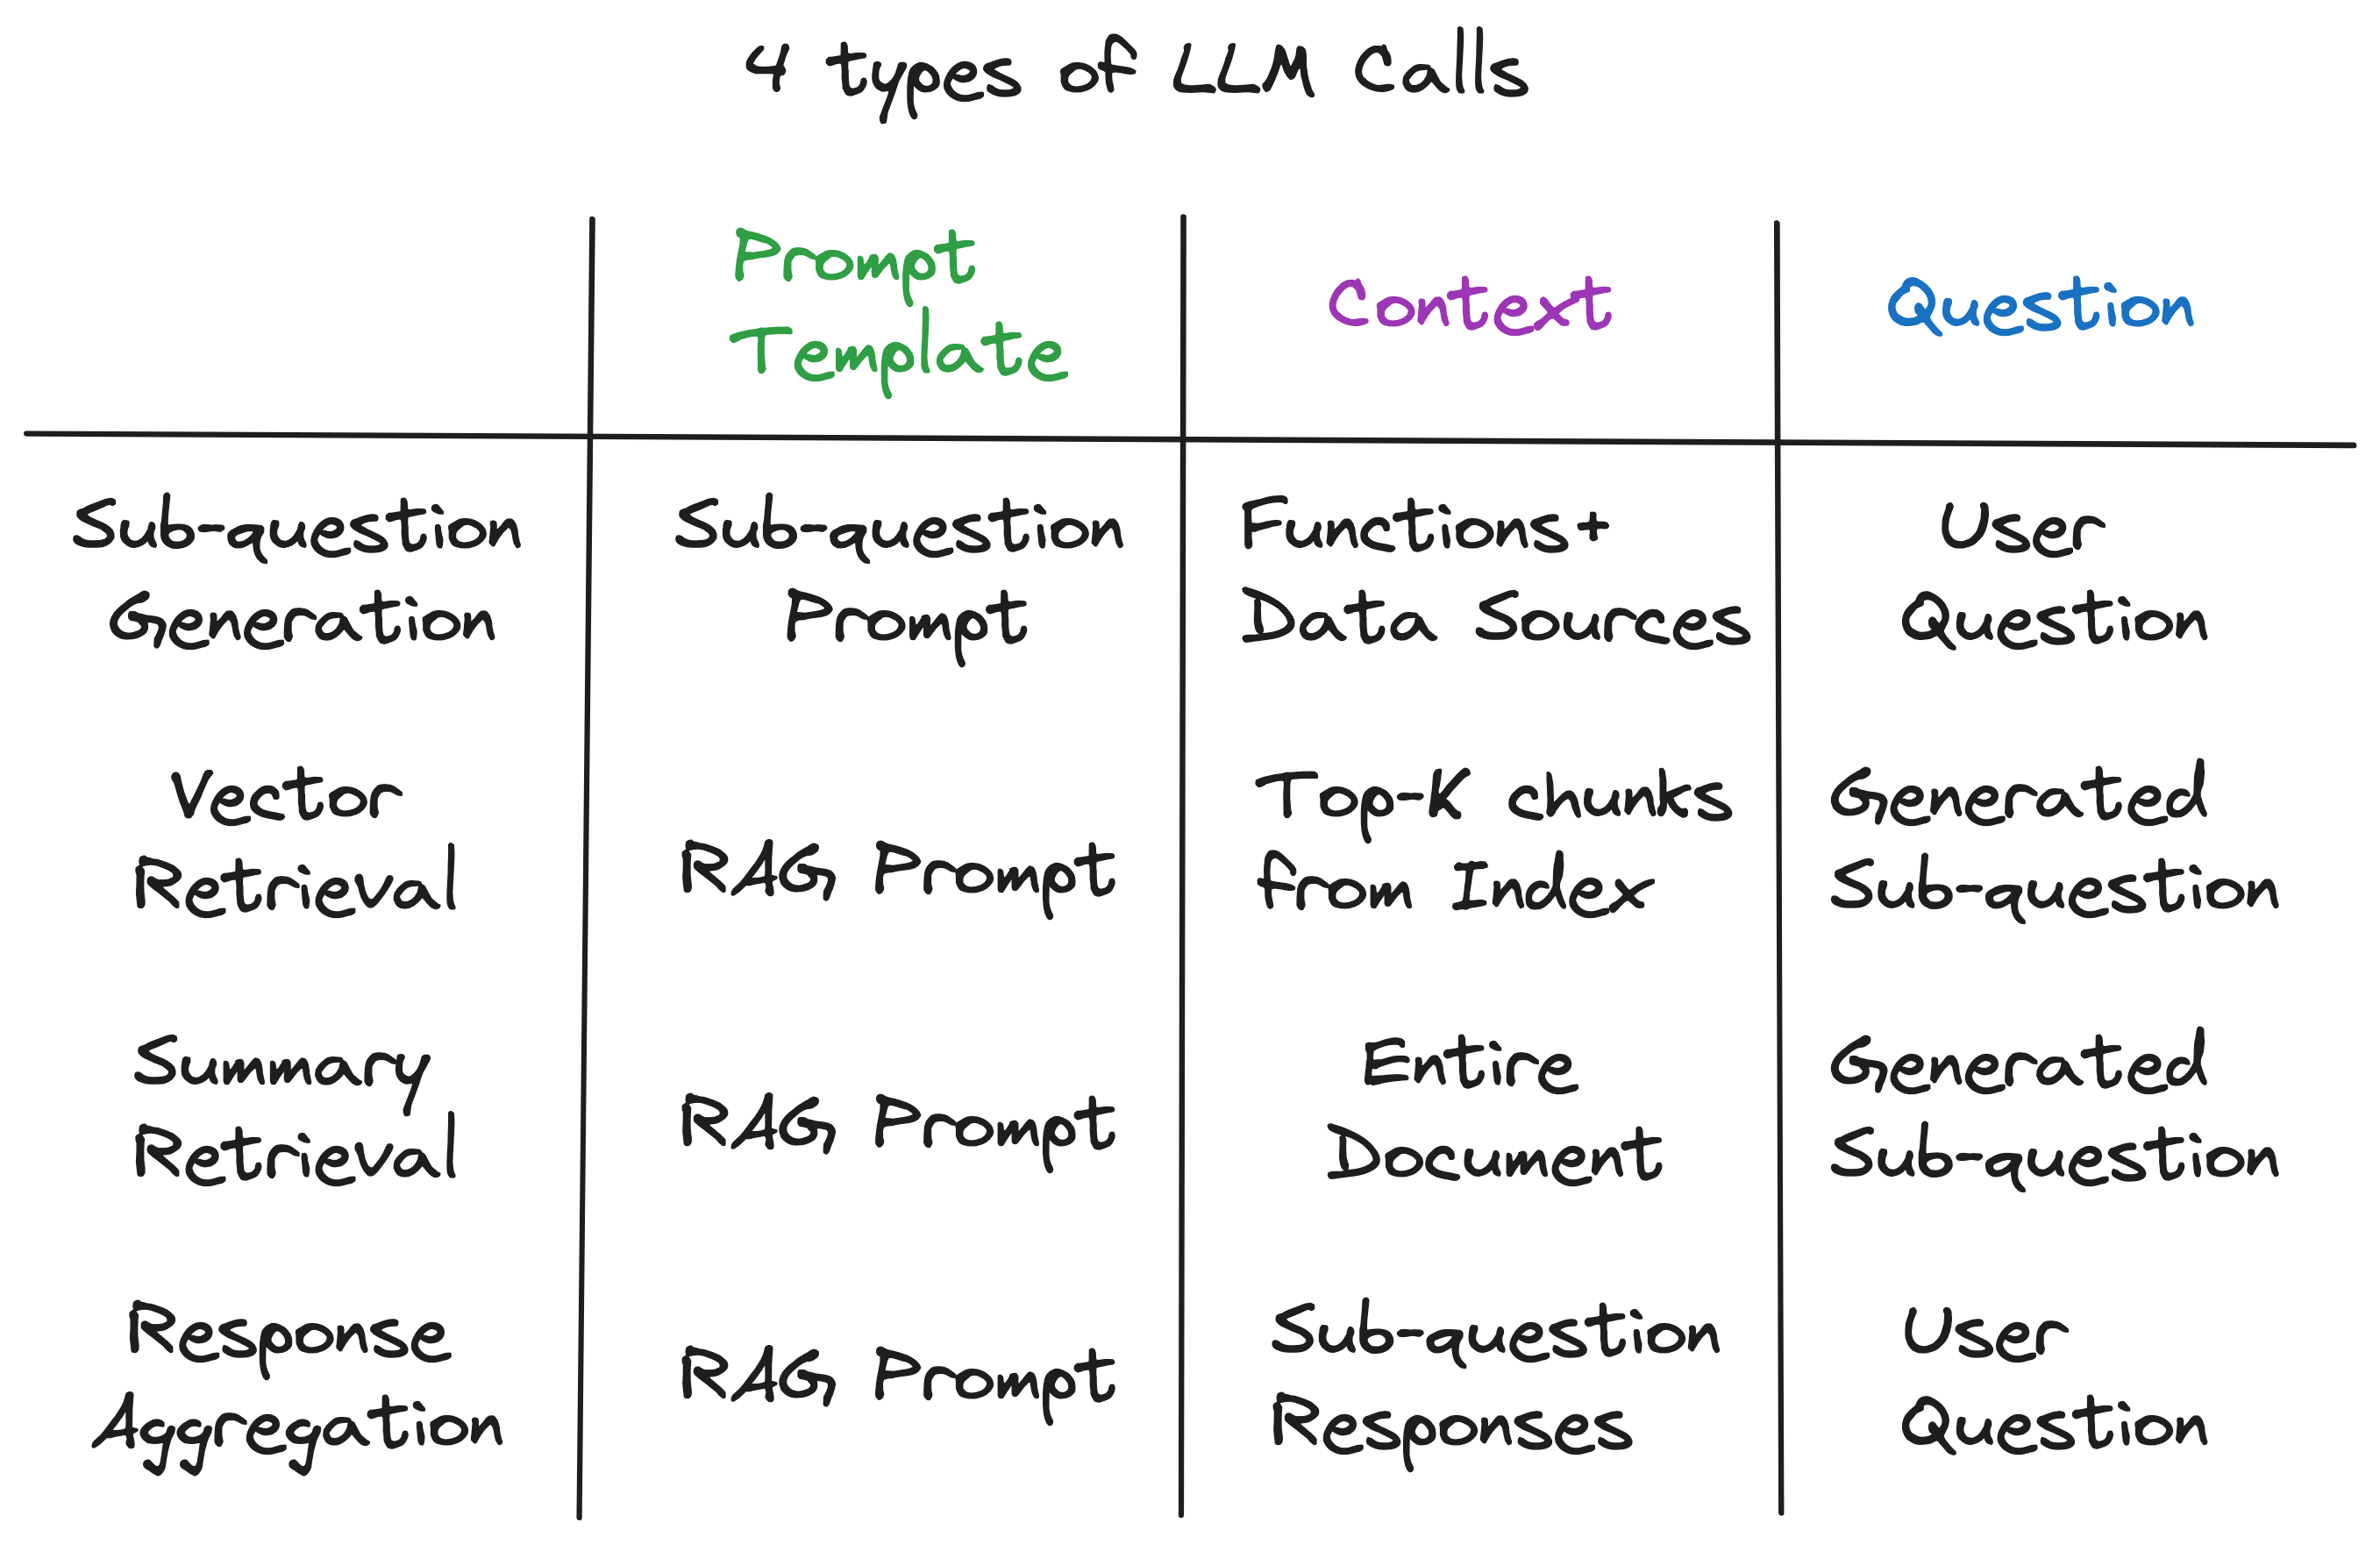 4 types of LLM Calls
Prompt
Template
Context
Question
Sub-question
Generation
Sub-question
Prompt
Functions+
Data Sources
User
Question
Vector
Retrieval
RAG Prompt
Top-K chunks
from Index
Generated
Sub-question
Summary
Retrieval
RAG Prompt
Entire
Document
Generated
Sub-question
Response
Aggregation
RAG Prompt
Sub-question
Responses
User
Question